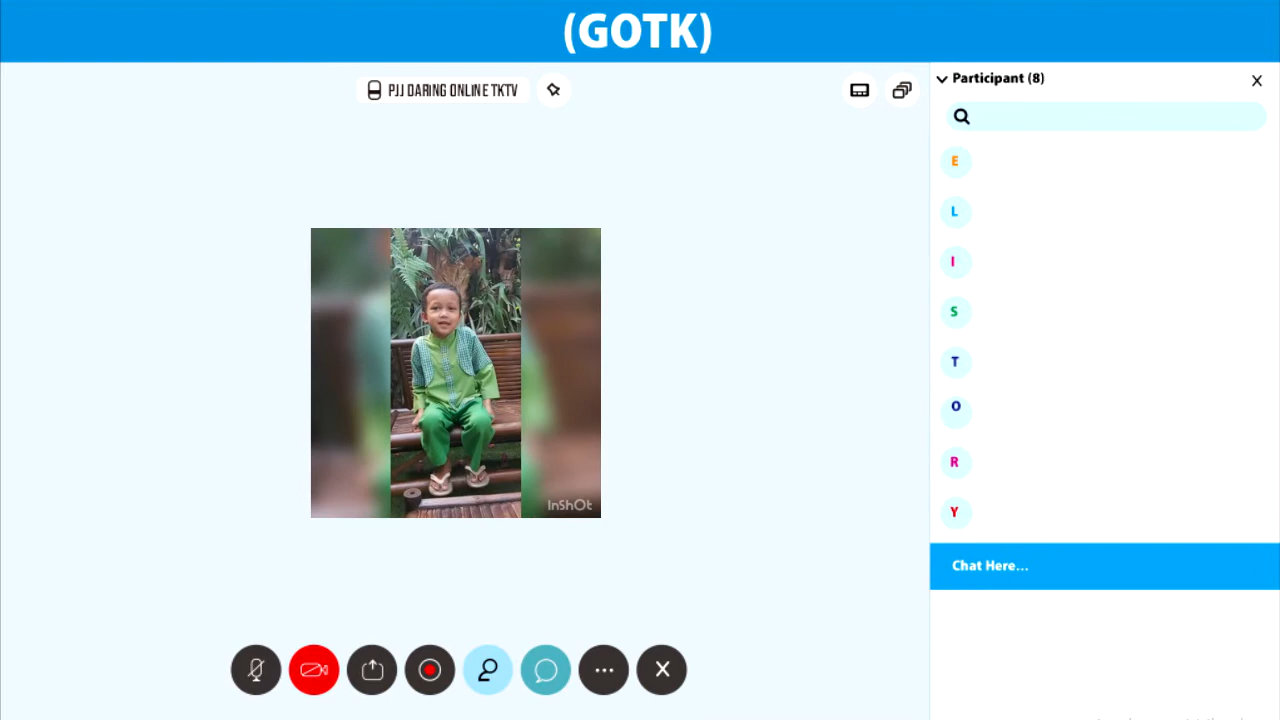 (GOTK)
PJJ DARING ONLINE TKTV
Participant (8)
E
L
I
S
T
O
R
Y
InShOt
Chat Here...